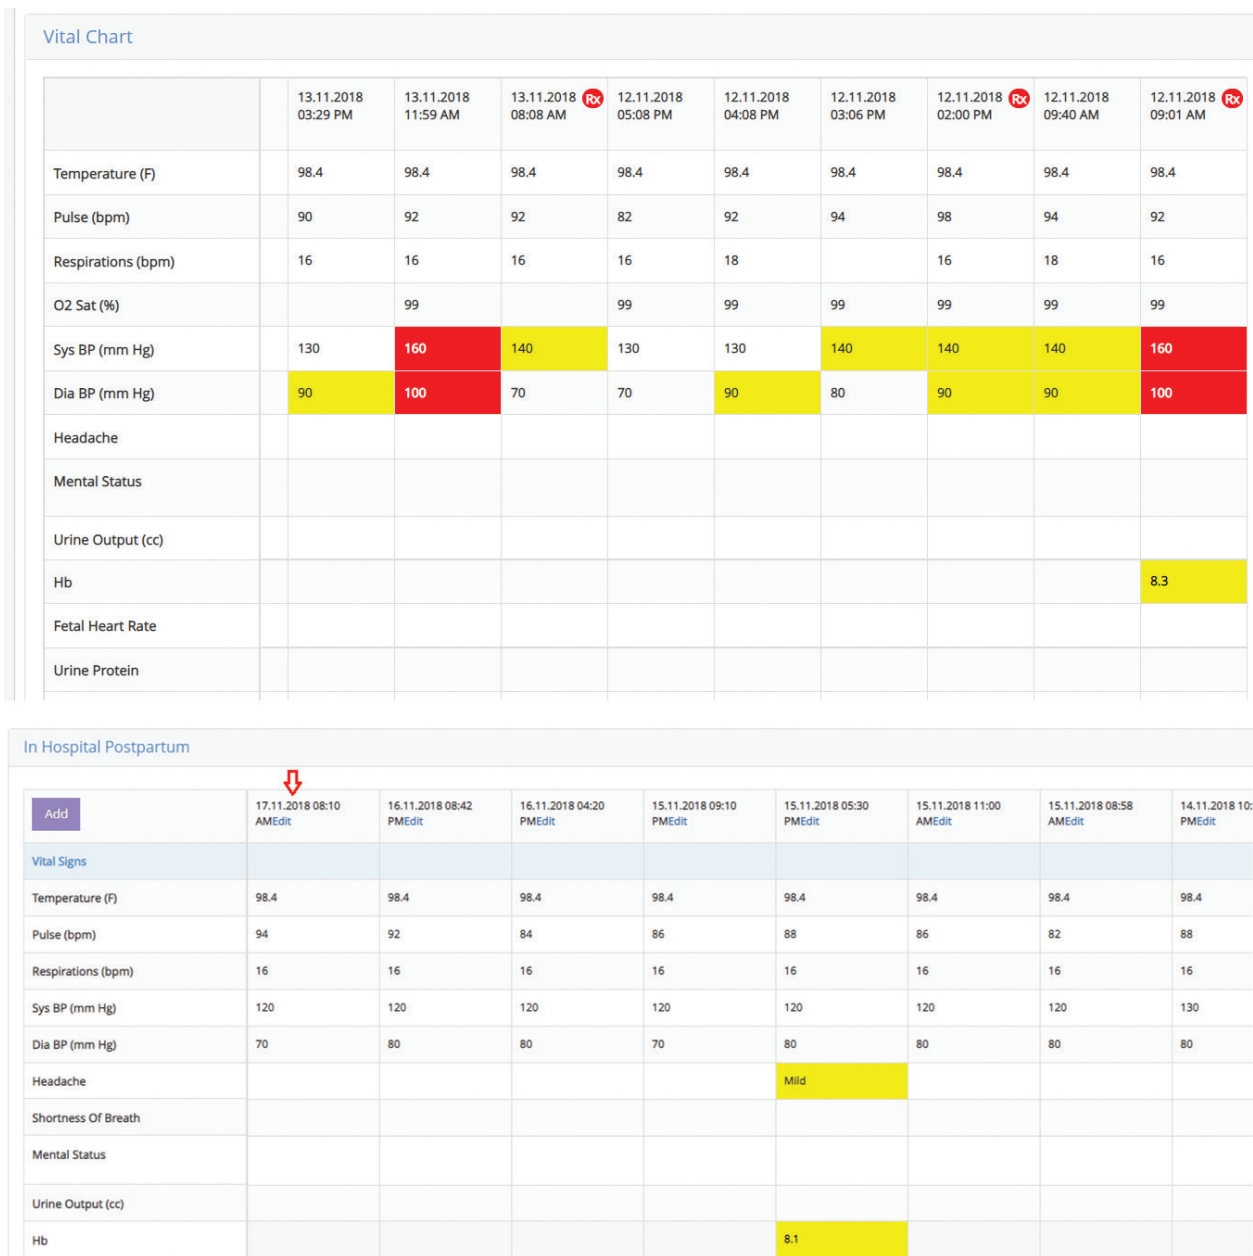 Vital Chart
13.11.2018 03:29 PM 13.11.2018 11:59 AM 13.11.2018 Rx 08:08 AM 12.11.2018 05:08 PM 12.11.2018 04:08 PM 12.11.2018 03:06 PM 12.11.2018 Rx 02:00 PM 12.11.2018 09:40 AM 12.11.2018 Rx 09:01 AM
Temperature (F) 98.4 98.4 98.4 98.4 98.4 98.4 98.4 98.4 98.4
Pulse (bpm) 90 92 92 82 92 94 98 94 92
Respirations (bpm) 16 16 16 16 18 16 18 16
O2 Sat (%) 99 99 99 99 99 99 99
Sys BP (mm Hg) 130 160 140 130 130 140 140 140 160
Dia BP (mm Hg) 90 100 70 70 90 80 90 90 100
Headache
Mental Status
Urine Output (cc)
Hb 8.3
Fetal Heart Rate
Urine Protein
In Hospital Postpartum
Add 17.11.2018 08:10 AMEdit 16.11.2018 08:42 PMEdit 16.11.2018 04:20 PMEdit 15.11.2018 09:10 PMEdit 15.11.2018 05:30 PMEdit 15.11.2018 11:00 AMEdit 15.11.2018 08:58 AMEdit 14.11.2018 10: PMEdit
Vital Signs
Temperature (F) 98.4 98.4 98.4 98.4 98.4 98.4 98.4 98.4
Pulse (bpm) 94 92 84 86 88 86 82 88
Respirations (bpm) 16 16 16 16 16 16 16 16
Sys BP (mm Hg) 120 120 120 120 120 120 120 130
Dia BP (mm Hg) 70 80 80 70 80 80 80 80
Headache Mild
Shortness Of Breath
Mental Status
Urine Output (cc)
Hb 8.1